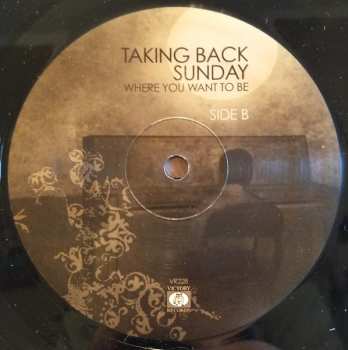 TAKING BACK
SUNDAY
WHERE YOU WANT TO BE
SIDE B
VR228
VICTORY
RECORDS